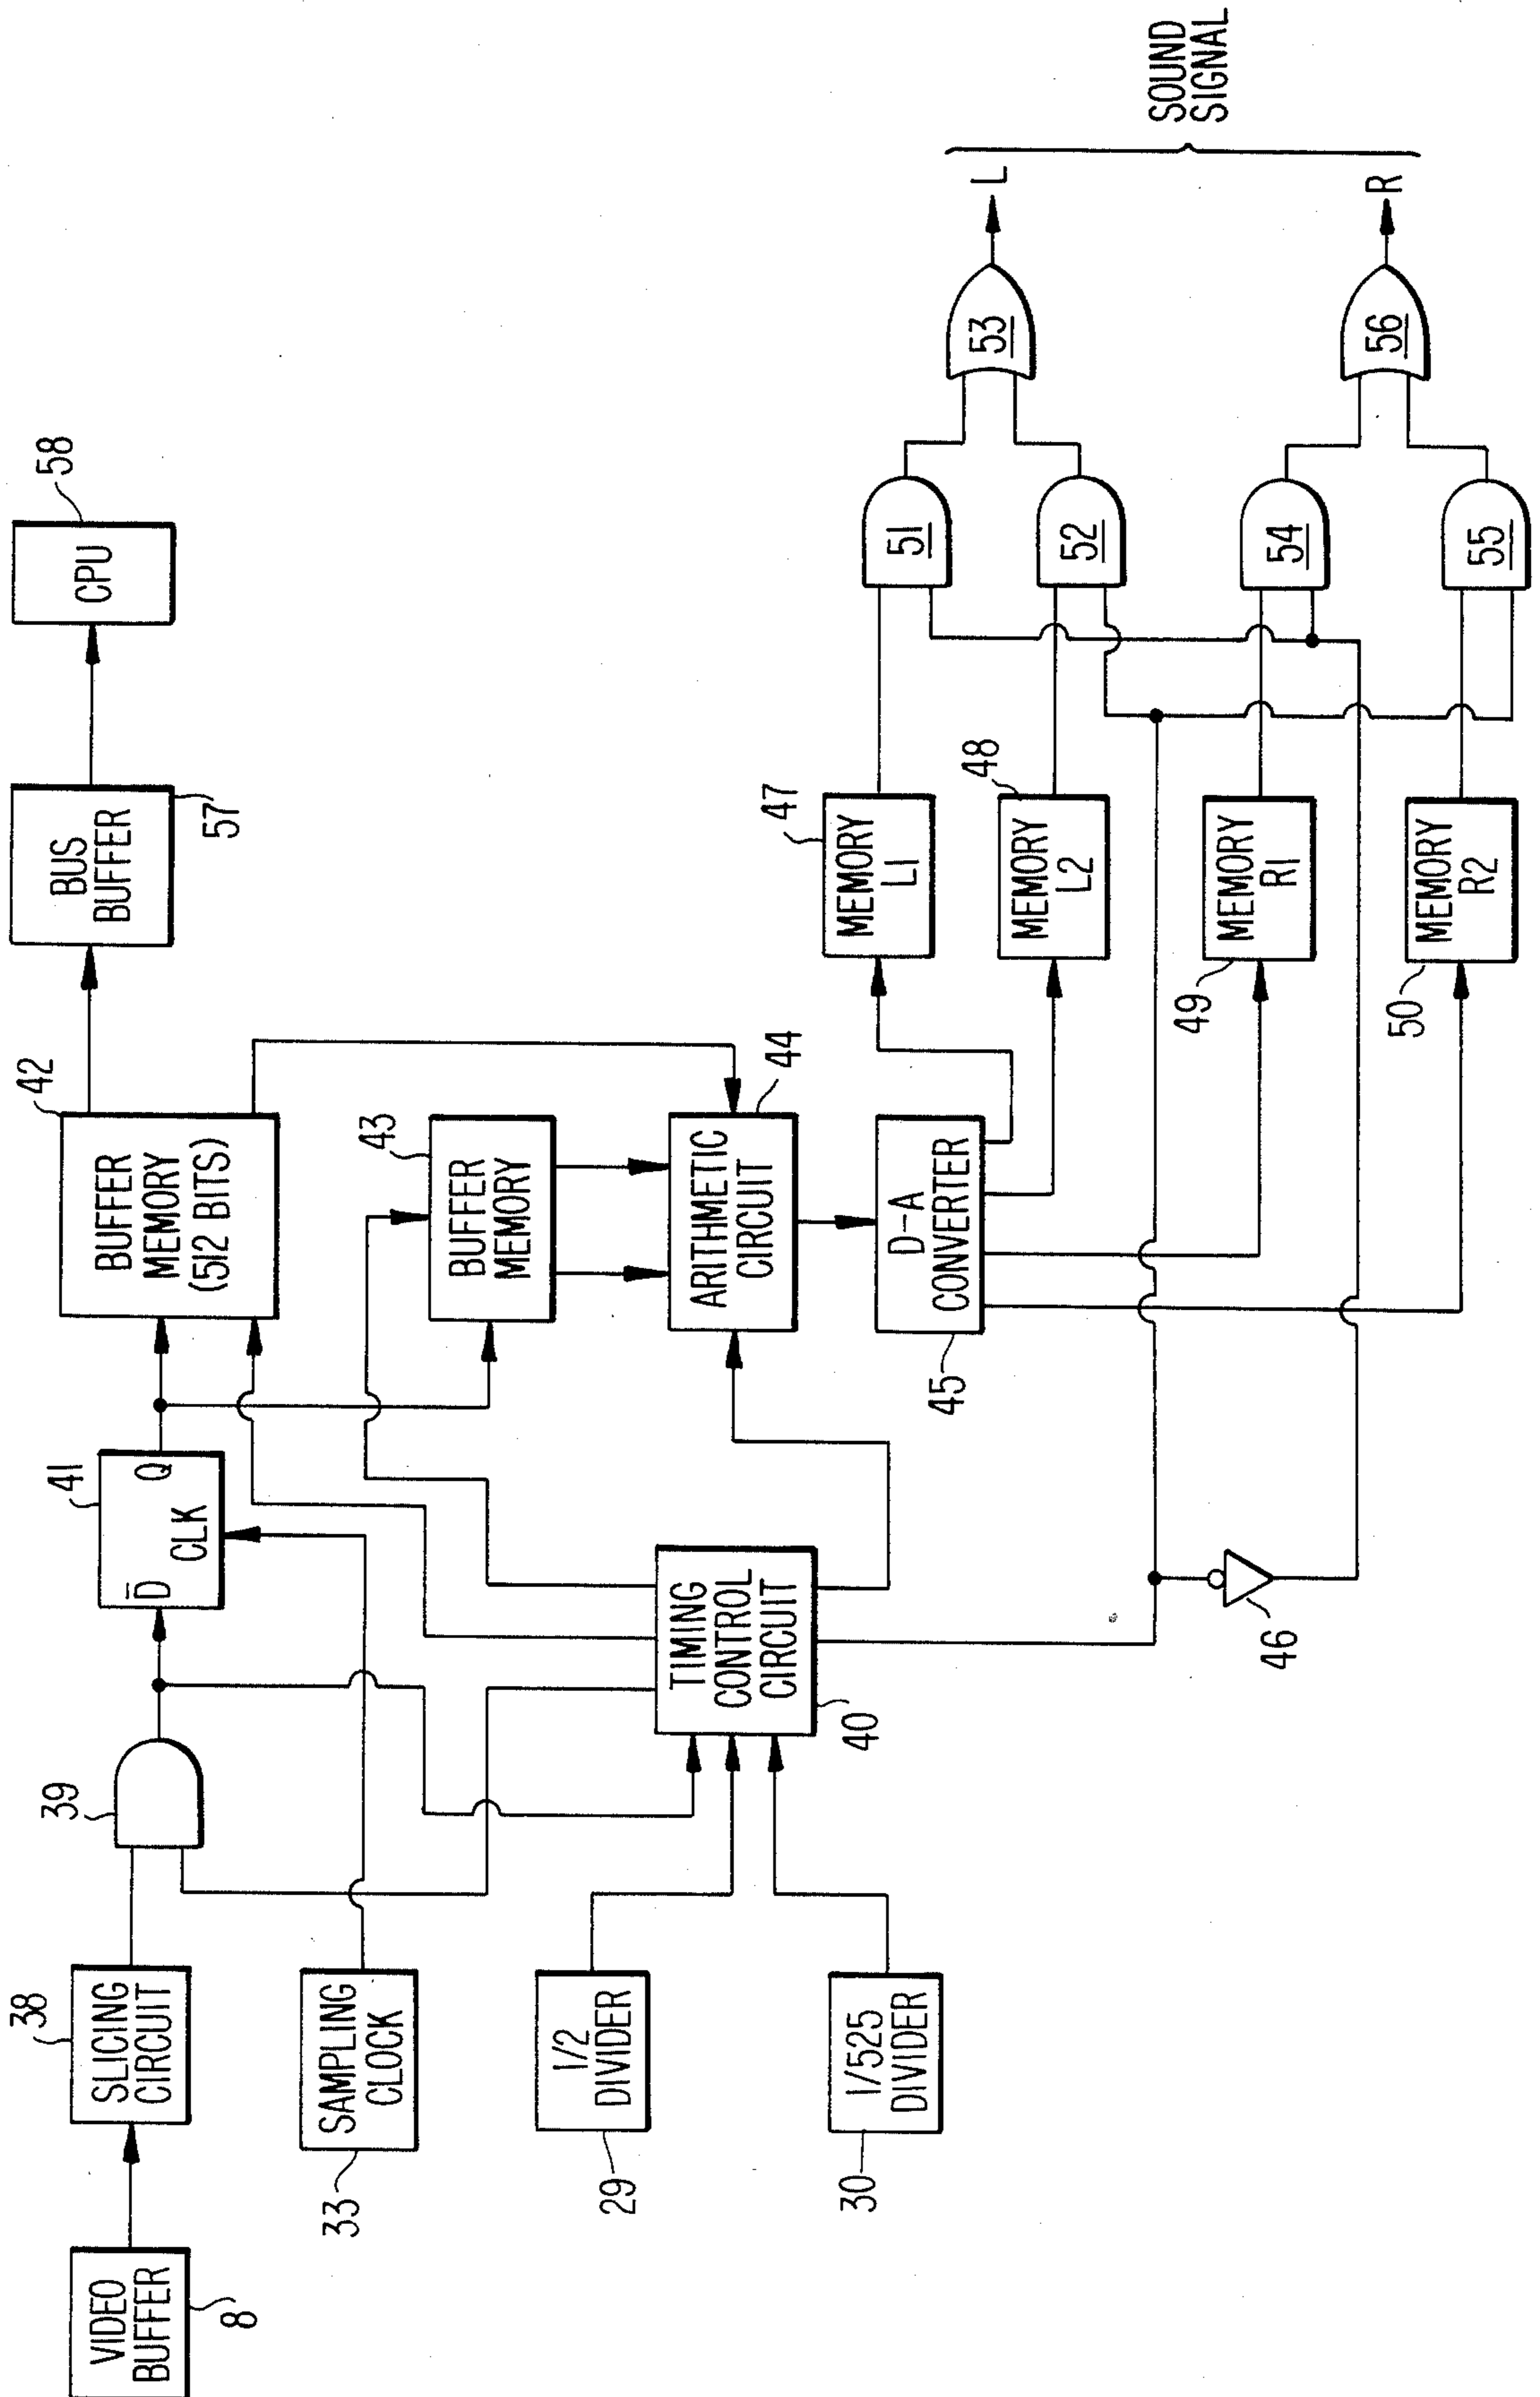 VIDEO
BUFFER
8
38
SLICING
CIRCUIT
39
41
D̅
Q
CLK
42
BUFFER
MEMORY
(512 BITS)
BUS
BUFFER
57
CPU
58
SAMPLING
CLOCK
33
1/2
DIVIDER
29
1/525
DIVIDER
30
TIMING
CONTROL
CIRCUIT
40
43
BUFFER
MEMORY
ARITHMETIC
CIRCUIT
44
D-A
CONVERTER
45
46
47
MEMORY
L1
48
MEMORY
L2
49
MEMORY
R1
50
MEMORY
R2
51
52
53
54
55
56
L
R
SOUND
SIGNAL